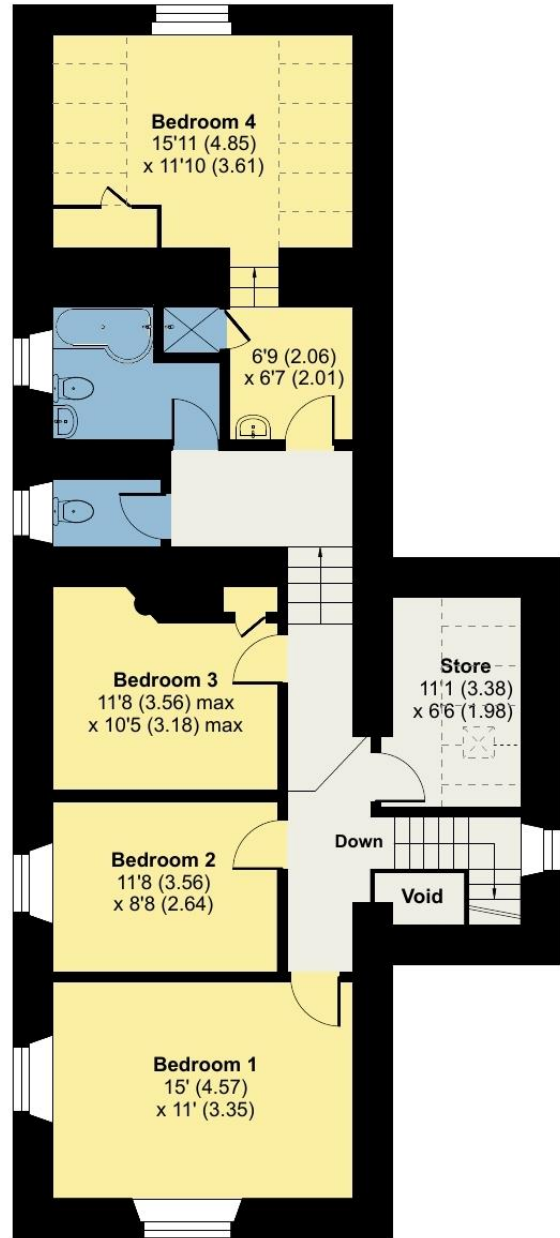 Bedroom 4
15'11 (4.85)
x 11'10 (3.61)
6'9 (2.06)
x 6'7 (2.01)
Bedroom 3
11'8 (3.56) max
x 10'5 (3.18) max
Store
11'1 (3.38)
x 6'6 (1.98)
Down
Bedroom 2
11'8 (3.56)
x 8'8 (2.64)
Void
Bedroom 1
15' (4.57)
x 11' (3.35)